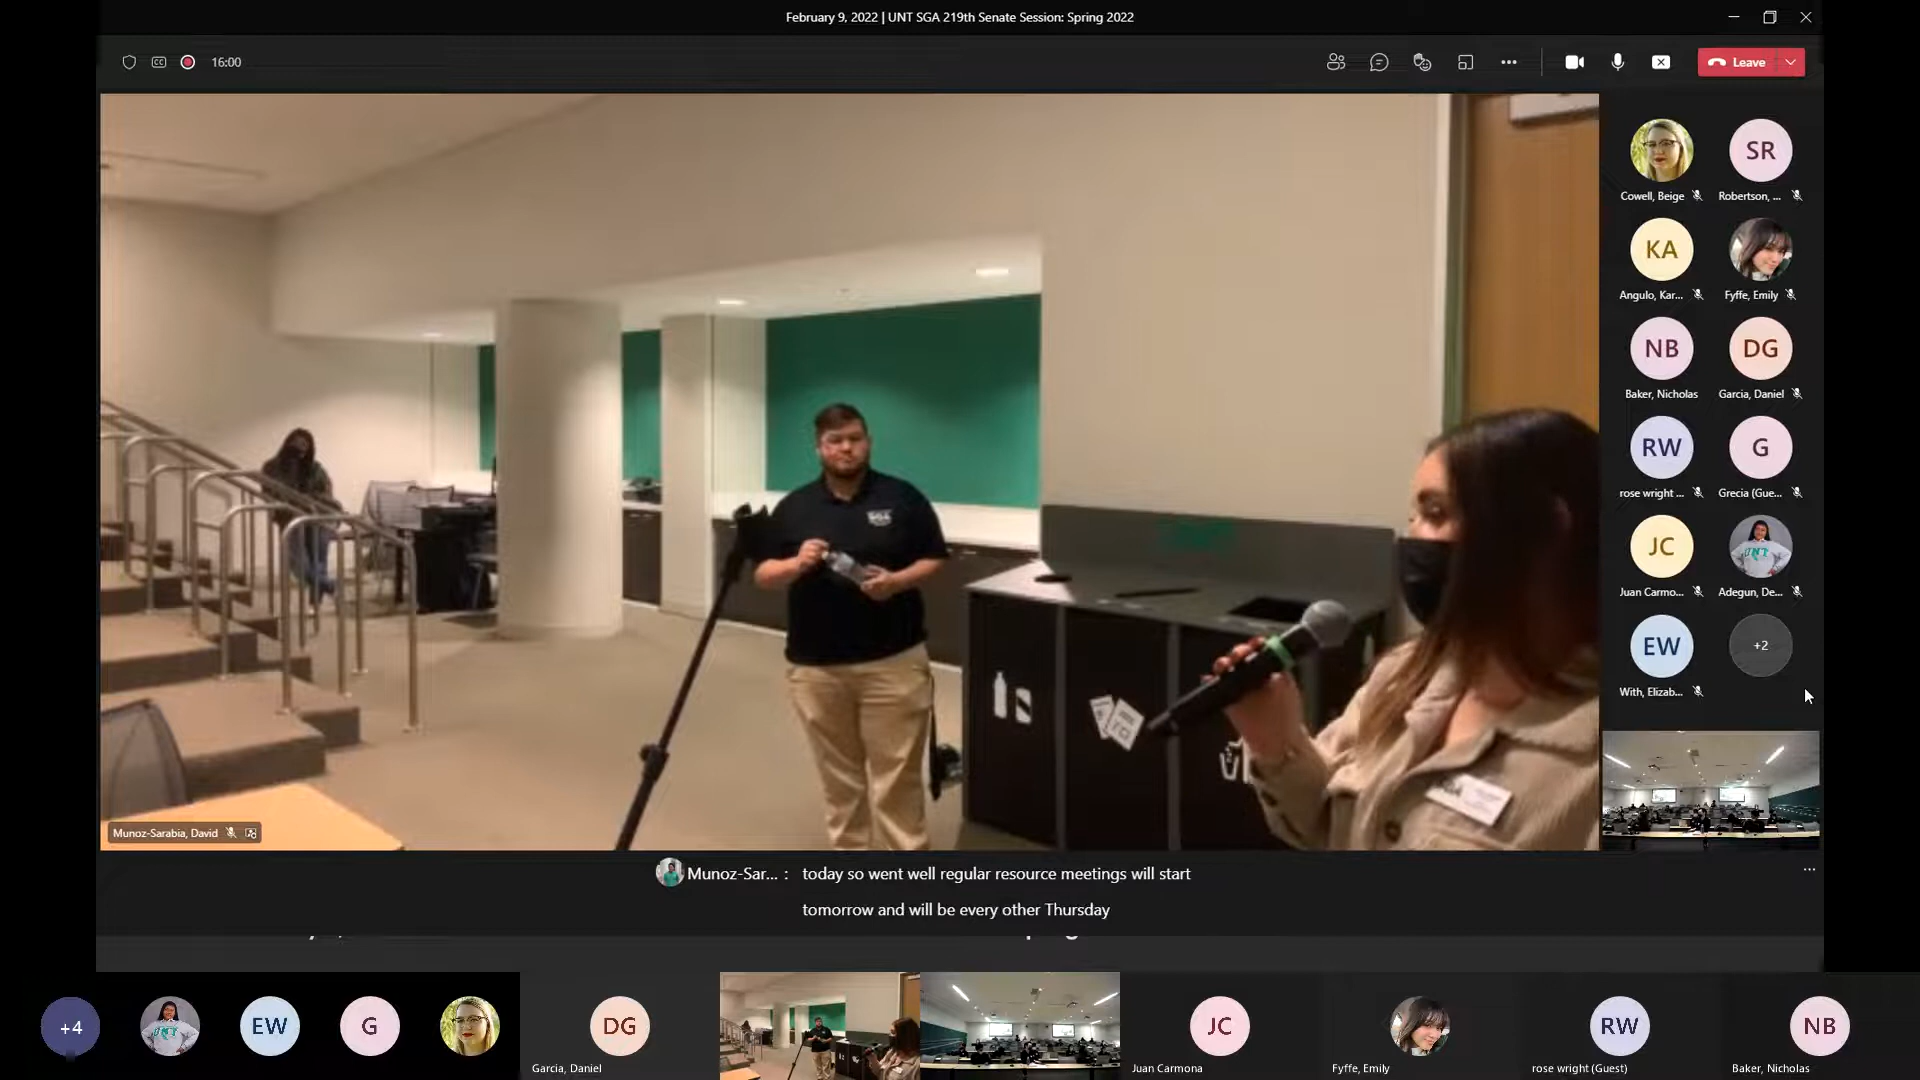 February 9, 2022 | UNT SGA 219th Senate Session: Spring 2022
CC
16:00
Leave
Cowell, Beige
SR
Robertson, ...
KA
Angulo, Kar...
Fyffe, Emily
NB
Baker, Nicholas
DG
Garcia, Daniel
RW
rose wright ...
G
Grecia (Gue...
JC
Juan Carmo...
UNT
Adegun, De...
EW
With, Elizab...
+2
SGA
Munoz-Sarabia, David
Munoz-Sar... : today so went well regular resource meetings will start
tomorrow and will be every other Thursday
+4
UNT
EW
G
DG
Garcia, Daniel
JC
Juan Carmona
Fyffe, Emily
RW
rose wright (Guest)
NB
Baker, Nicholas